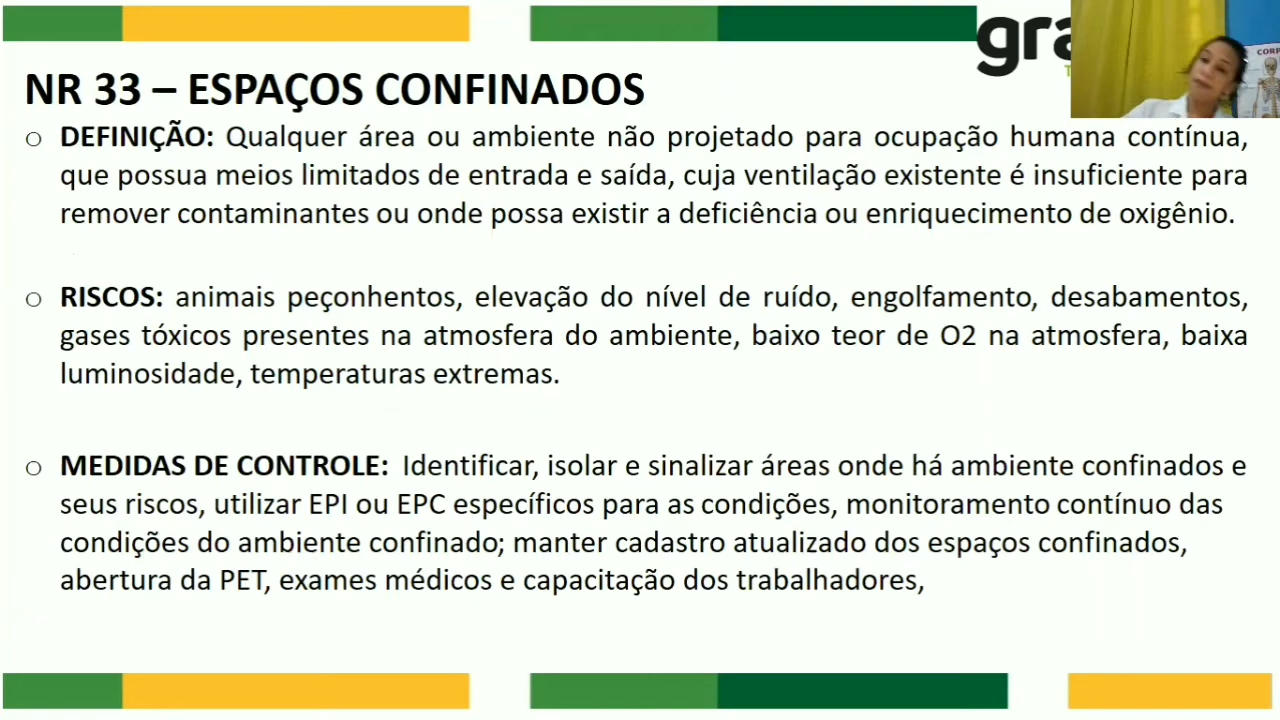 gra
NR 33 – ESPAÇOS CONFINADOS
CORP
○ DEFINIÇÃO: Qualquer área ou ambiente não projetado para ocupação humana contínua,
que possua meios limitados de entrada e saída, cuja ventilação existente é insuficiente para
remover contaminantes ou onde possa existir a deficiência ou enriquecimento de oxigênio.
○ RISCOS: animais peçonhentos, elevação do nível de ruído, engolfamento, desabamentos,
gases tóxicos presentes na atmosfera do ambiente, baixo teor de O2 na atmosfera, baixa
luminosidade, temperaturas extremas.
○ MEDIDAS DE CONTROLE: Identificar, isolar e sinalizar áreas onde há ambiente confinados e
seus riscos, utilizar EPI ou EPC específicos para as condições, monitoramento contínuo das
condições do ambiente confinado; manter cadastro atualizado dos espaços confinados,
abertura da PET, exames médicos e capacitação dos trabalhadores,